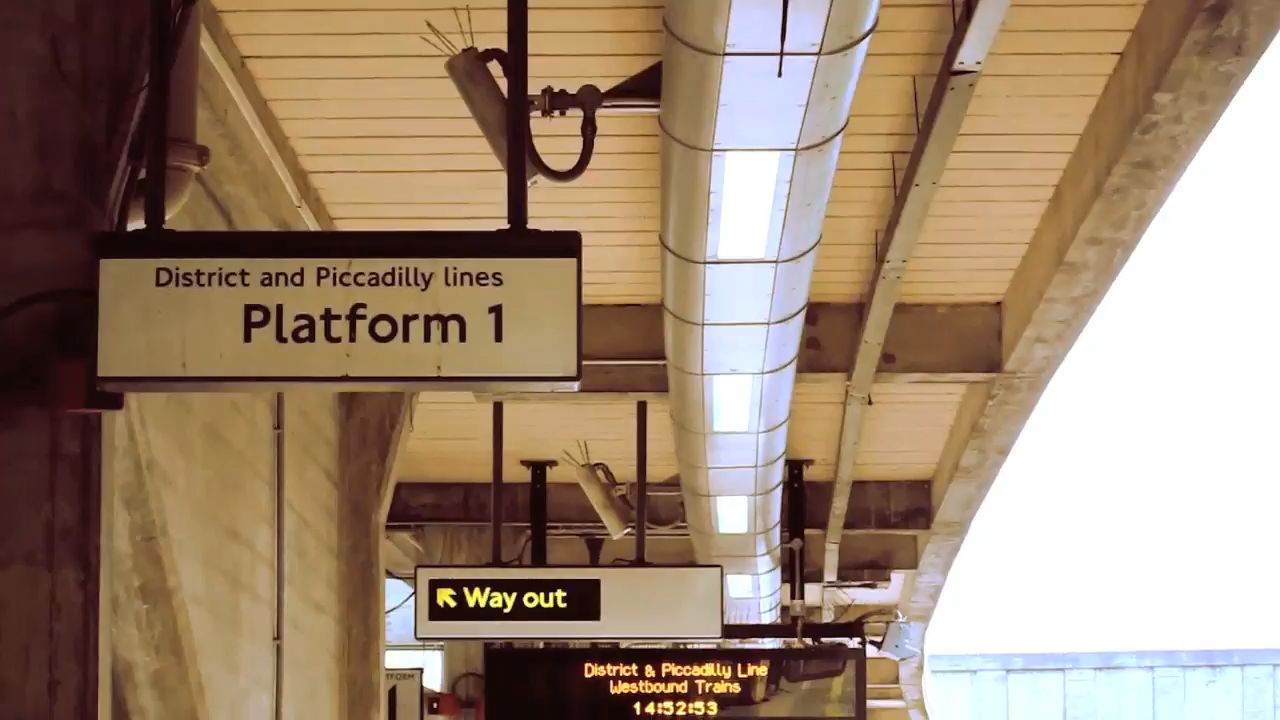 District and Piccadilly lines
Platform 1
Way out
District & Piccadilly Line
Westbound Trains
14:52:53